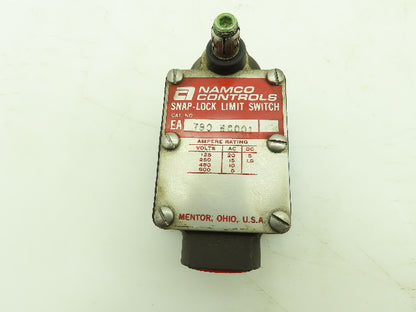 NAMCO
CONTROLS
SNAP-LOCK LIMIT SWITCH
CAT. NO.
EA 780
AMPERE RATING
VOLTS AC DC
125 20 5
250 15 1.5
480 10
600 5
MENTOR, OHIO, U.S.A.